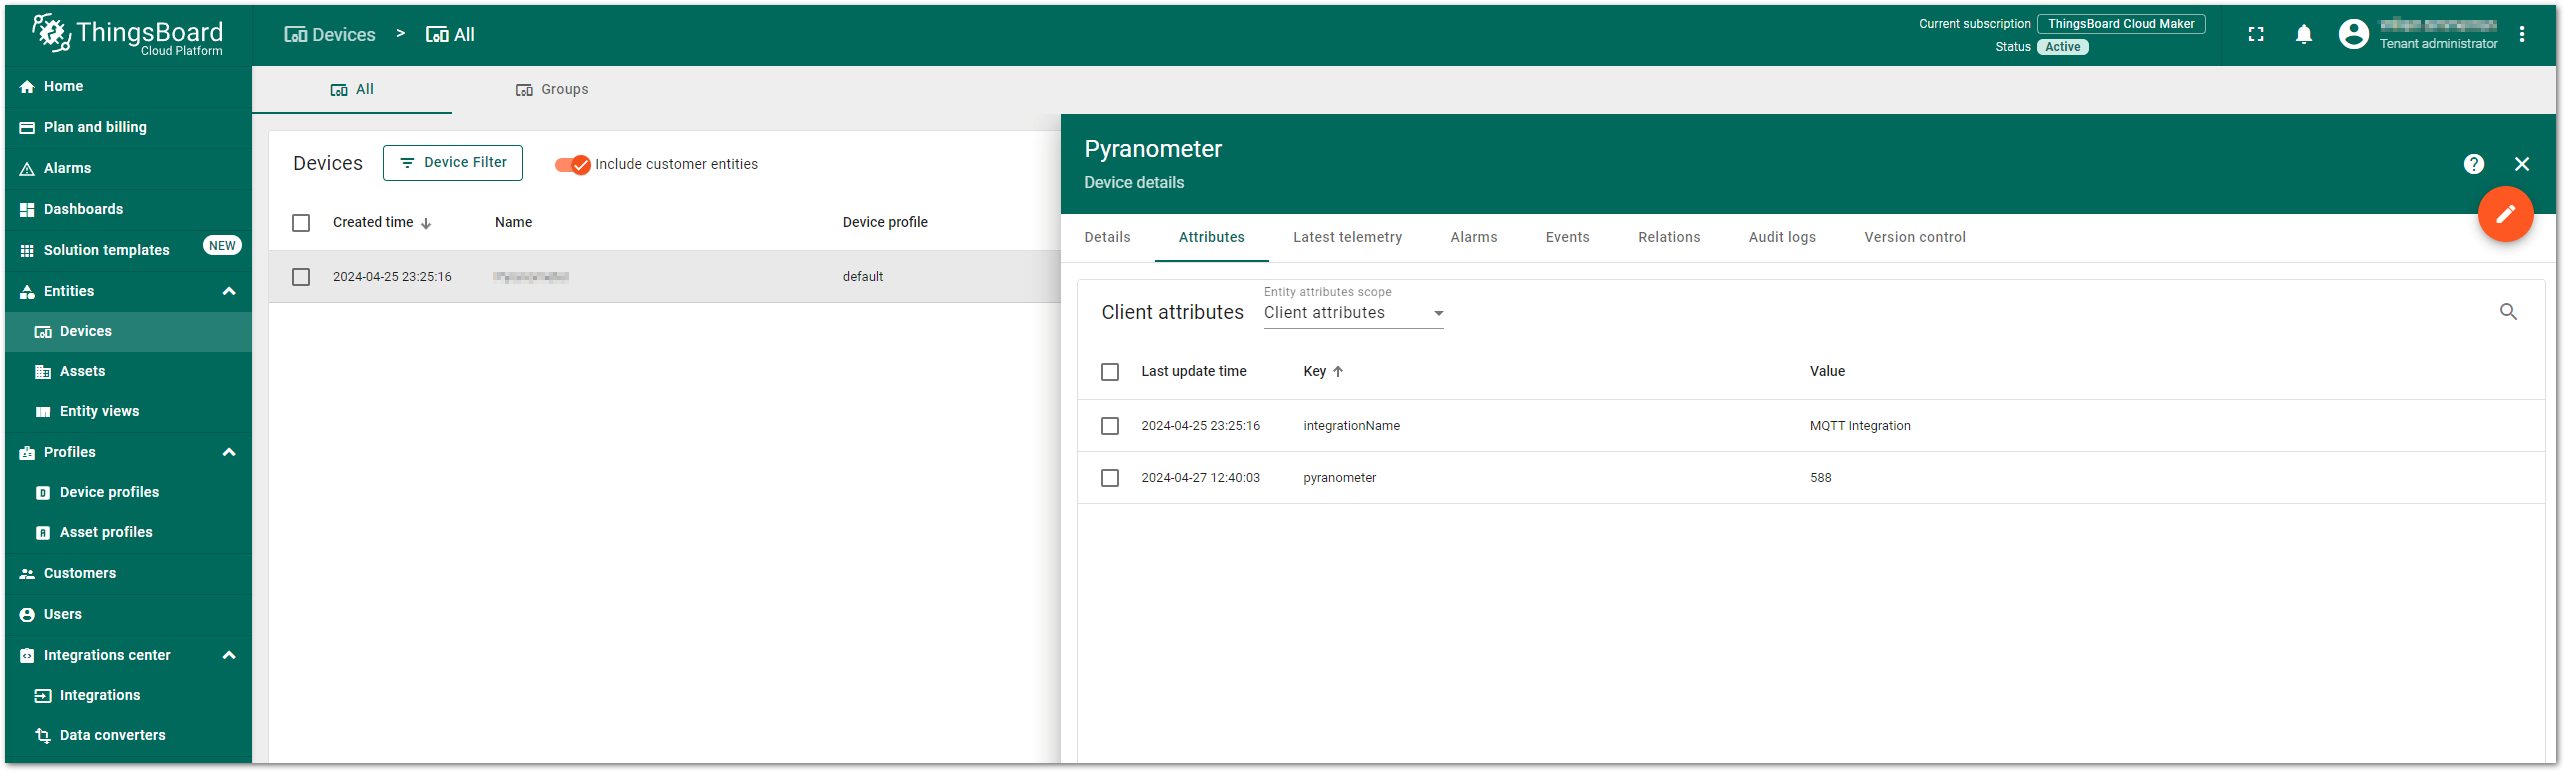 ThingsBoard
Cloud Platform
Devices > All
Current subscription ThingsBoard Cloud Maker
Status Active
Tenant administrator
Home
Plan and billing
Alarms
Dashboards
Solution templates NEW
Entities
Devices
Assets
Entity views
Profiles
Device profiles
Asset profiles
Customers
Users
Integrations center
Integrations
Data converters
All Groups
Devices Device Filter Include customer entities
Created time Name Device profile
2024-04-25 23:25:16 default
Pyranometer
Device details
Details Attributes Latest telemetry Alarms Events Relations Audit logs Version control
Entity attributes scope
Client attributes Client attributes
Last update time Key Value
2024-04-25 23:25:16 integrationName MQTT Integration
2024-04-27 12:40:03 pyranometer 588